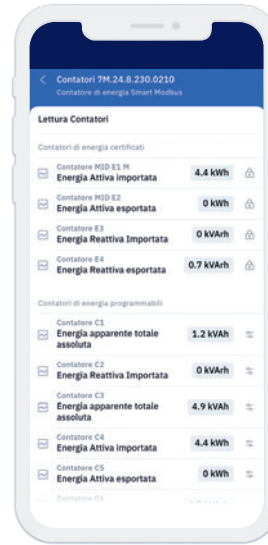 Contatori 7M.24.8.230.0210
Contatore di energia Smart Modbus
Lettura Contatori
Contatori di energia certificati
Contatore MID E1 M
Energia Attiva importata
4.4 kWh
Contatore MID E2
Energia Attiva esportata
0 kWh
Contatore E3
Energia Reattiva Importata
0 kVArh
Contatore E4
Energia Reattiva esportata
0.7 kVArh
Contatori di energia programmabili
Contatore C1
Energia apparente totale
assoluta
1.2 kVAh
Contatore C2
Energia Reattiva Importata
0 kVArh
Contatore C3
Energia apparente totale
assoluta
4.9 kVAh
Contatore C4
Energia Attiva importata
4.4 kWh
Contatore C5
Energia Attiva esportata
0 kWh